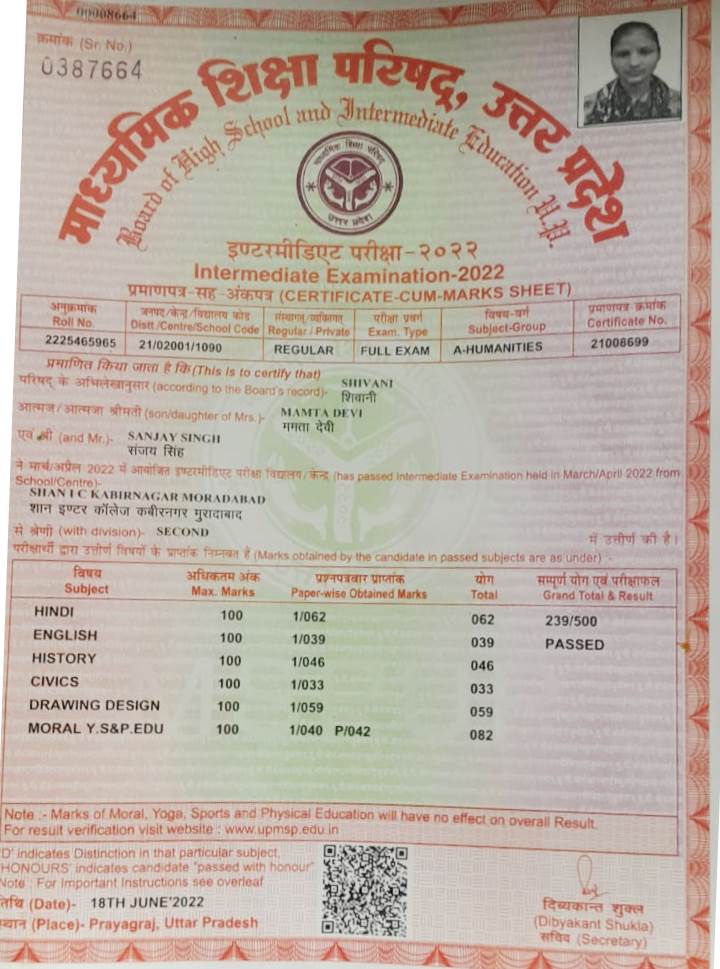 00008664
क्रमांक (Sr. No.)
0387664
माध्यमिक शिक्षा परिषद्, उत्तर प्रदेश
Board of High School and Intermediate Education U.P.
माध्यमिक शिक्षा परिषद
उत्तर प्रदेश
इण्टरमीडिएट परीक्षा-२०२२
Intermediate Examination-2022
प्रमाणपत्र-सह-अंकपत्र (CERTIFICATE-CUM-MARKS SHEET)
अनुक्रमांक जनपद/केन्द्र/विद्यालय कोड संस्थागत/व्यक्तिगत परीक्षा प्रवर्ग विषय-वर्ग प्रमाणपत्र क्रमांक
Roll No. Distt./Centre/School Code Regular / Private Exam. Type Subject-Group Certificate No.
2225465965 21/02001/1090 REGULAR FULL EXAM A-HUMANITIES 21008699
प्रमाणित किया जाता है कि (This is to certify that)
परिषद् के अभिलेखानुसार (according to the Board's record)- SHIVANI
शिवानी
आत्मज/आत्मजा श्रीमती (son/daughter of Mrs.)- MAMTA DEVI
ममता देवी
एवं श्री (and Mr.)- SANJAY SINGH
संजय सिंह
ने मार्च/अप्रैल 2022 में आयोजित इण्टरमीडिएट परीक्षा विद्यालय/केन्द्र (has passed Intermediate Examination held in March/April 2022 from
School/Centre)-
SHAN I C KABIRNAGAR MORADABAD
शान इण्टर कॉलेज कबीरनगर मुरादाबाद
से श्रेणी (with division)- SECOND में उत्तीर्ण की है।
परीक्षार्थी द्वारा उत्तीर्ण विषयों के प्राप्तांक निम्नवत है (Marks obtained by the candidate in passed subjects are as under) :-
विषय अधिकतम अंक प्रश्नपत्रवार प्राप्तांक योग सम्पूर्ण योग एवं परीक्षाफल
Subject Max. Marks Paper-wise Obtained Marks Total Grand Total & Result
HINDI 100 1/062 062 239/500
ENGLISH 100 1/039 039 PASSED
HISTORY 100 1/046 046
CIVICS 100 1/033 033
DRAWING DESIGN 100 1/059 059
MORAL Y.S&P.EDU 100 1/040 P/042 082
Note :- Marks of Moral, Yoga, Sports and Physical Education will have no effect on overall Result.
For result verification visit website : www.upmsp.edu.in
'D' indicates Distinction in that particular subject,
'HONOURS' indicates candidate "passed with honour"
Note : For Important Instructions see overleaf
तिथि (Date)- 18TH JUNE'2022
स्थान (Place)- Prayagraj, Uttar Pradesh
दिव्यकान्त शुक्ल
(Dibyakant Shukla)
सचिव (Secretary)